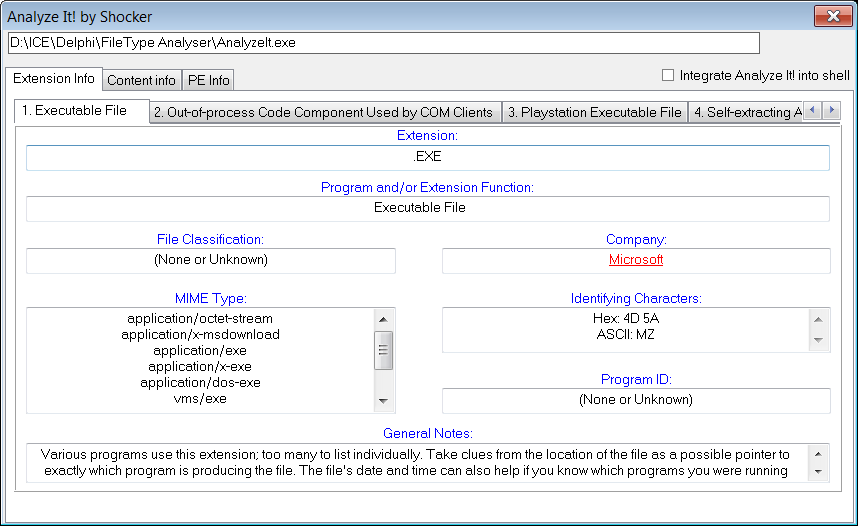 Analyze It! by Shocker
D:\ICE\Delphi\FileType Analyser\AnalyzeIt.exe
Extension Info
Content info
PE Info
Integrate Analyze It! into shell
1. Executable File
2. Out-of-process Code Component Used by COM Clients
3. Playstation Executable File
4. Self-extracting A
Extension:
.EXE
Program and/or Extension Function:
Executable File
File Classification:
(None or Unknown)
Company:
Microsoft
MIME Type:
application/octet-stream
application/x-msdownload
application/exe
application/x-exe
application/dos-exe
vms/exe
Identifying Characters:
Hex: 4D 5A
ASCII: MZ
Program ID:
(None or Unknown)
General Notes:
Various programs use this extension; too many to list individually. Take clues from the location of the file as a possible pointer to
exactly which program is producing the file. The file's date and time can also help if you know which programs you were running